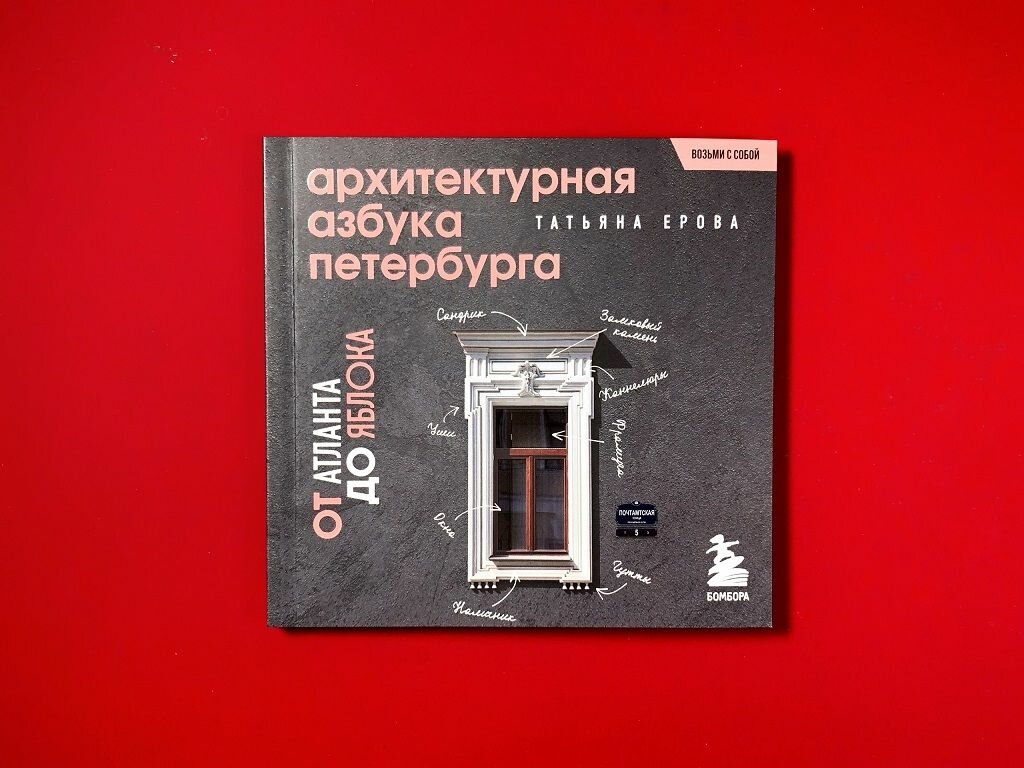 ВОЗЬМИ С СОБОЙ
архитектурная
азбука
петербурга
ТАТЬЯНА ЕРОВА
ОТ АТЛАНТА
ДО ЯБЛОКА
Сандрик
Замковый
камень
Каннелюры
Уши
Фрамуга
Окно
ПОЧТАМТСКАЯ
УЛИЦА
5
Гутты
Наличник
БОМБОРА